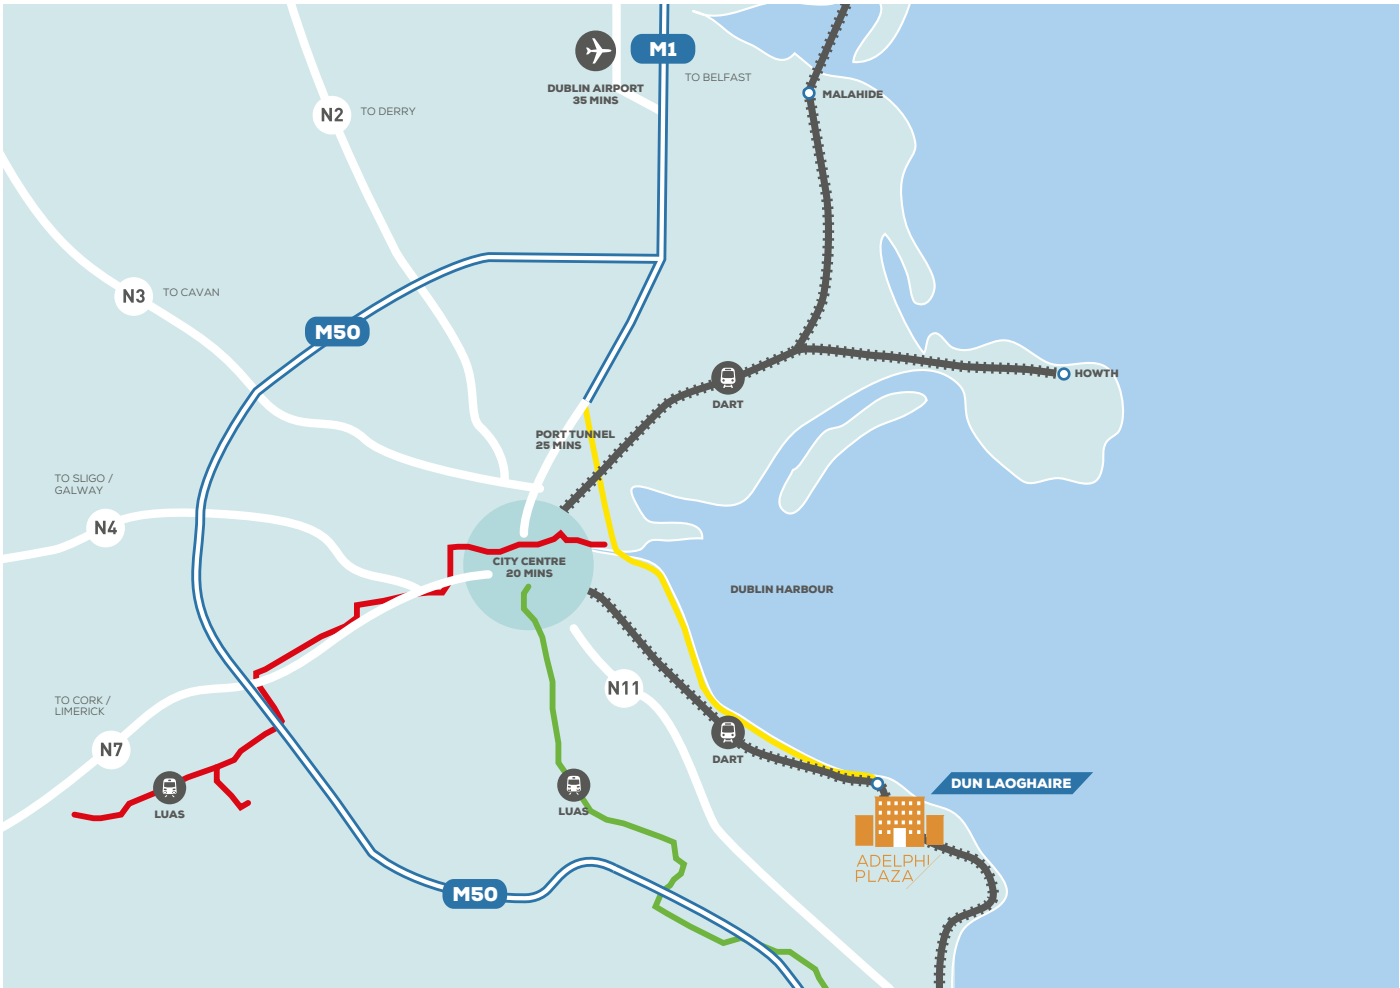 M1
TO BELFAST
DUBLIN AIRPORT
35 MINS
MALAHIDE
N2
TO DERRY
N3
TO CAVAN
M50
HOWTH
DART
PORT TUNNEL
25 MINS
TO SLIGO /
GALWAY
N4
CITY CENTRE
20 MINS
DUBLIN HARBOUR
N11
TO CORK /
LIMERICK
N7
DART
LUAS
LUAS
DUN LAOGHAIRE
ADELPHI
PLAZA
M50